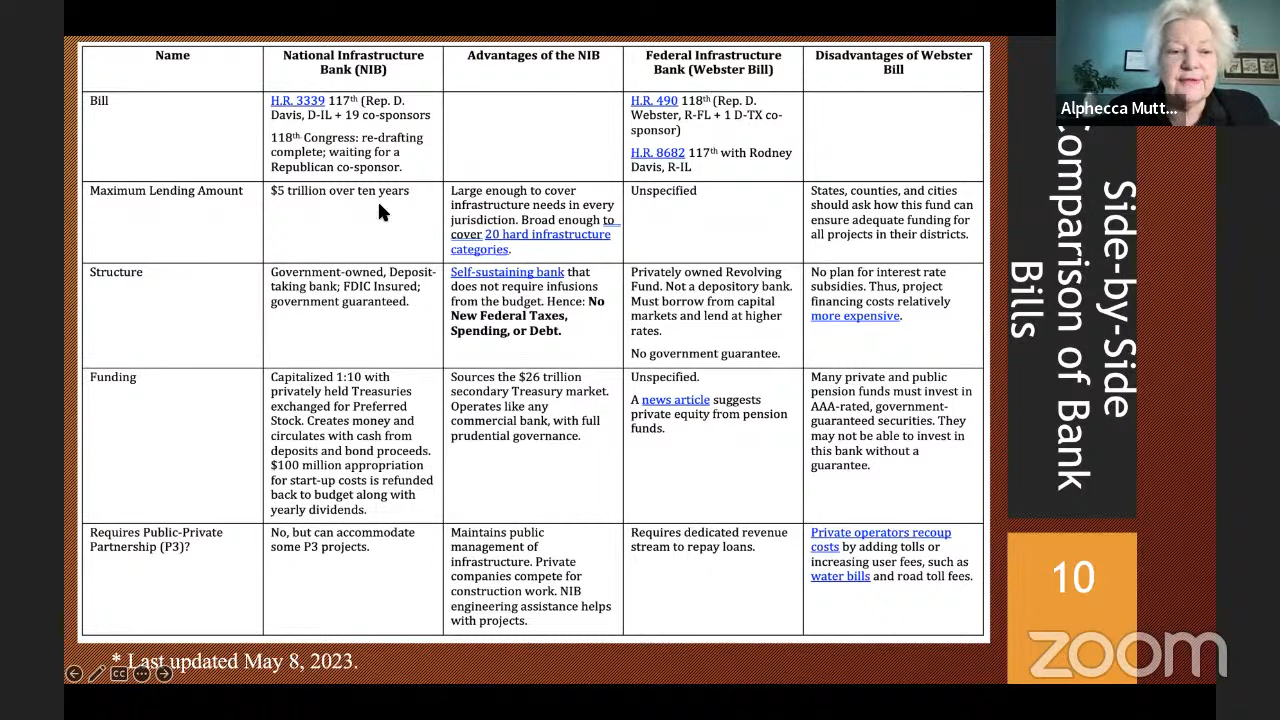 Name
National Infrastructure
Bank (NIB)
Advantages of the NIB
Federal Infrastructure
Bank (Webster Bill)
Disadvantages of Webster
Bill
Bill
H.R. 3339 117th (Rep. D.
Davis, D-IL + 19 co-sponsors
118th Congress: re-drafting
complete; waiting for a
Republican co-sponsor.
H.R. 490 118th (Rep. D.
Webster, R-FL + 1 D-TX co-
sponsor)
H.R. 8682 117th with Rodney
Davis, R-IL
Maximum Lending Amount
$5 trillion over ten years
Large enough to cover
infrastructure needs in every
jurisdiction. Broad enough to
cover 20 hard infrastructure
categories.
Unspecified
States, counties, and cities
should ask how this fund can
ensure adequate funding for
all projects in their districts.
Structure
Government-owned, Deposit-
taking bank; FDIC Insured;
government guaranteed.
Self-sustaining bank that
does not require infusions
from the budget. Hence: No
New Federal Taxes,
Spending, or Debt.
Privately owned Revolving
Fund. Not a depository bank.
Must borrow from capital
markets and lend at higher
rates.
No government guarantee.
No plan for interest rate
subsidies. Thus, project
financing costs relatively
more expensive.
Funding
Capitalized 1:10 with
privately held Treasuries
exchanged for Preferred
Stock. Creates money and
circulates with cash from
deposits and bond proceeds.
$100 million appropriation
for start-up costs is refunded
back to budget along with
yearly dividends.
Sources the $26 trillion
secondary Treasury market.
Operates like any
commercial bank, with full
prudential governance.
Unspecified.
A news article suggests
private equity from pension
funds.
Many private and public
pension funds must invest in
AAA-rated, government-
guaranteed securities. They
may not be able to invest in
this bank without a
guarantee.
Requires Public-Private
Partnership (P3)?
No, but can accommodate
some P3 projects.
Maintains public
management of
infrastructure. Private
companies compete for
construction work. NIB
engineering assistance helps
with projects.
Requires dedicated revenue
stream to repay loans.
Private operators recoup
costs by adding tolls or
increasing user fees, such as
water bills and road toll fees.
* Last updated May 8, 2023.
CC
Alphecca Mutt...
Side-by-Side
Comparison of Bank
Bills
10
zoom